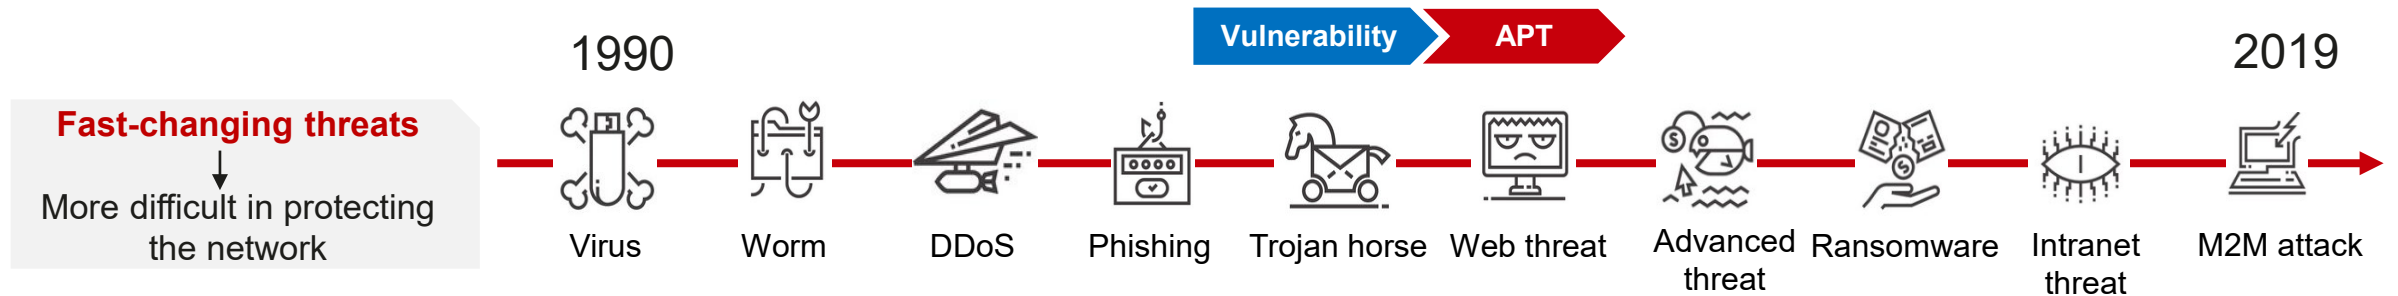 Vulnerability
APT
1990
2019
Fast-changing threats
More difficult in protecting
the network
Virus
Worm
DDoS
Phishing
Trojan horse
Web threat
Advanced
threat
Ransomware
Intranet
threat
M2M attack